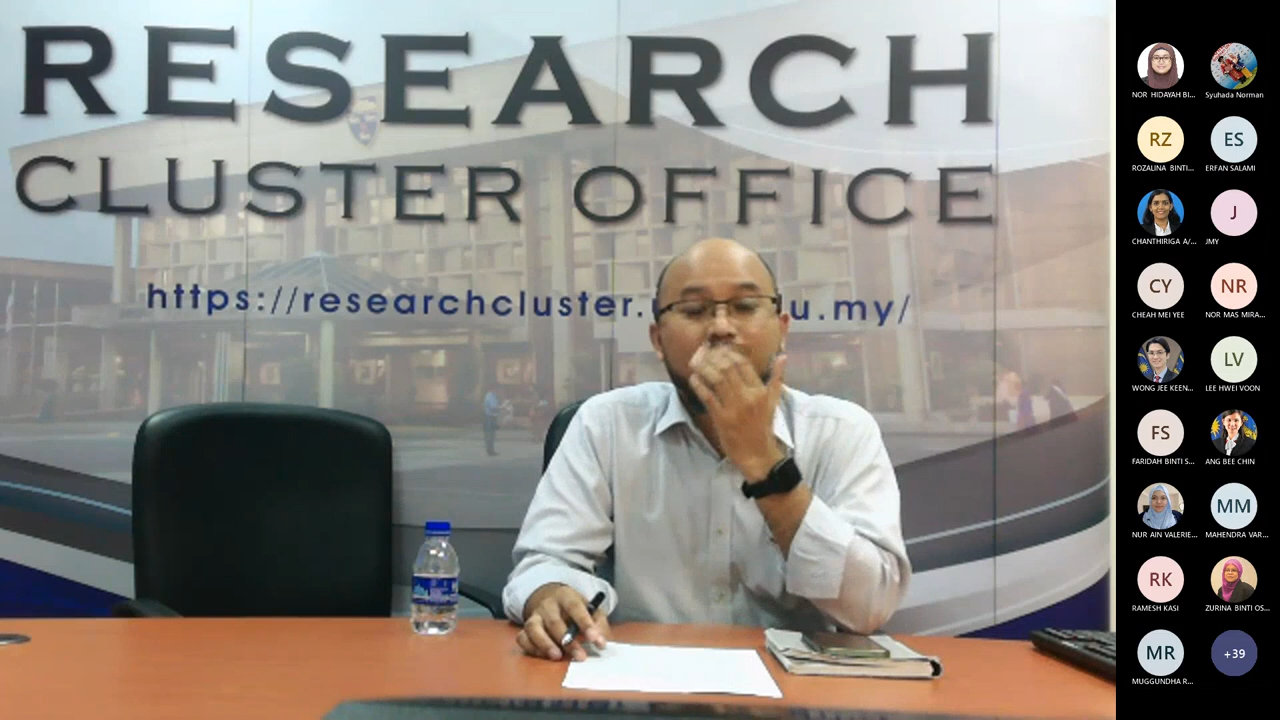 RESEARCH
CLUSTER OFFICE
https://researchcluster. u.my/
NOR HIDAYAH BI...
Syuhada Norman
RZ
ROZALINA BINTI...
ES
ERFAN SALAMI
CHANTHIRIGA A/...
J
JMY
CY
CHEAH MEI YEE
NR
NOR MAS MIRA...
WONG JEE KEEN...
LV
LEE HWEI VOON
FS
FARIDAH BINTI S...
ANG BEE CHIN
NUR AIN VALERIE...
MM
MAHENDRA VAR...
RK
RAMESH KASI
ZURINA BINTI OS...
MR
MUGGUNDHA R...
+39